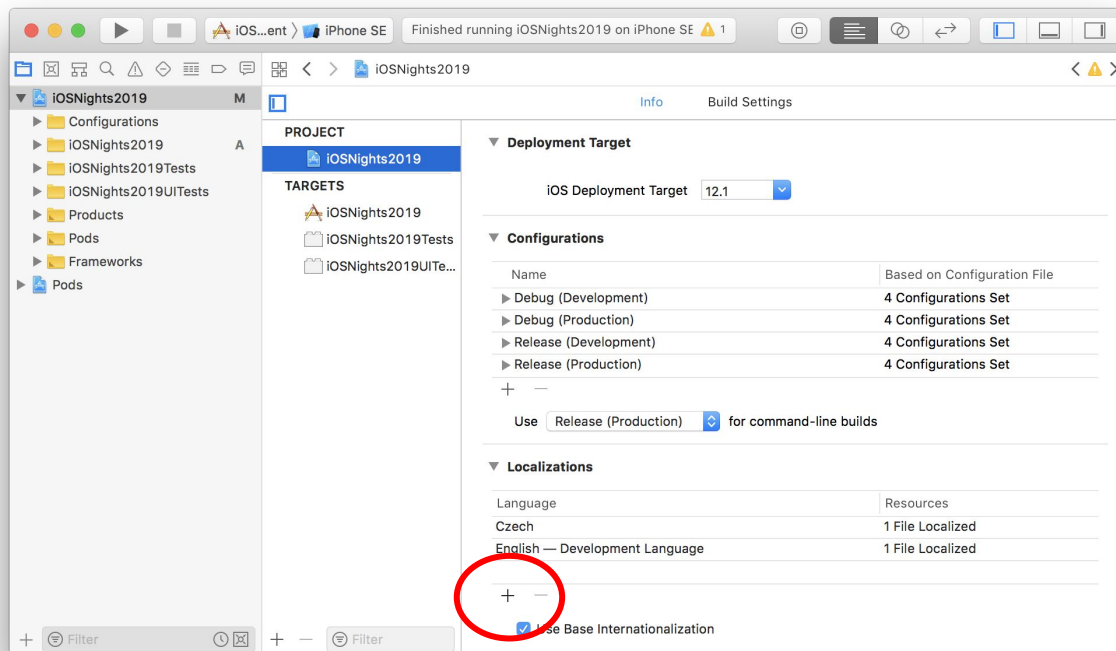 iOS...ent iPhone SE Finished running iOSNights2019 on iPhone SE 1
iOSNights2019
iOSNights2019 M
Configurations
iOSNights2019 A
iOSNights2019Tests
iOSNights2019UITests
Products
Pods
Frameworks
Pods
Filter
PROJECT
iOSNights2019
TARGETS
iOSNights2019
iOSNights2019Tests
iOSNights2019UITe...
Filter
Info Build Settings
Deployment Target
iOS Deployment Target 12.1
Configurations
Name Based on Configuration File
Debug (Development) 4 Configurations Set
Debug (Production) 4 Configurations Set
Release (Development) 4 Configurations Set
Release (Production) 4 Configurations Set
Use Release (Production) for command-line builds
Localizations
Language Resources
Czech 1 File Localized
English — Development Language 1 File Localized
Use Base Internationalization